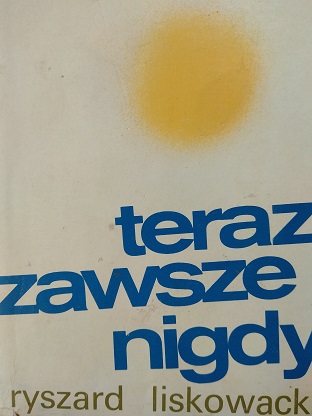 teraz
zawsze
nigdy
ryszard liskowack